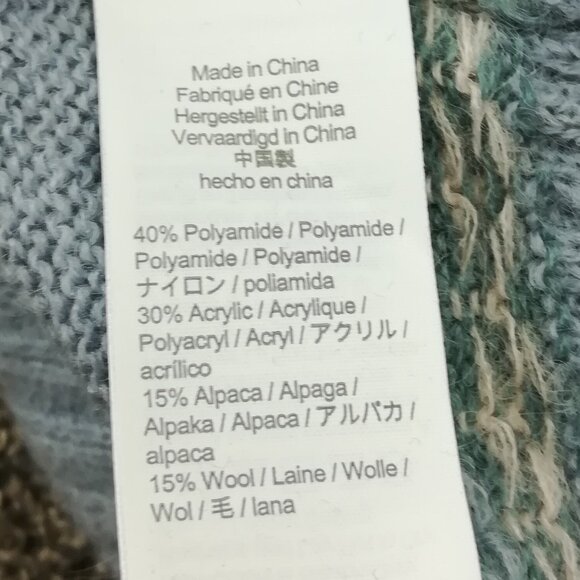 Made in China
Fabriqué en Chine
Hergestellt in China
Vervaardigd in China
中国製
hecho en china
40% Polyamide / Polyamide /
Polyamide / Polyamide /
ナイロン / poliamida
30% Acrylic / Acrylique /
Polyacryl / Acryl / アクリル /
acrílico
15% Alpaca / Alpaga /
Alpaka / Alpaca / アルパカ /
alpaca
15% Wool / Laine / Wolle /
Wol / 毛 / lana